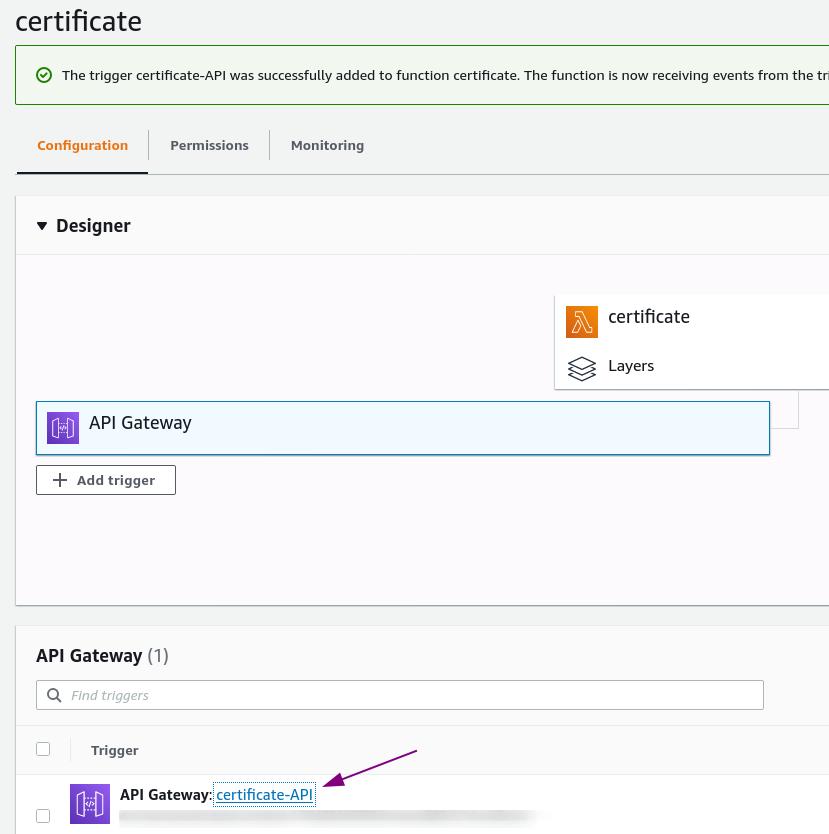 certificate
The trigger certificate-API was successfully added to function certificate. The function is now receiving events from the
Configuration
Permissions
Monitoring
Designer
certificate
Layers
API Gateway
Add trigger
API Gateway (1)
Find triggers
Trigger
API Gateway: certificate-API